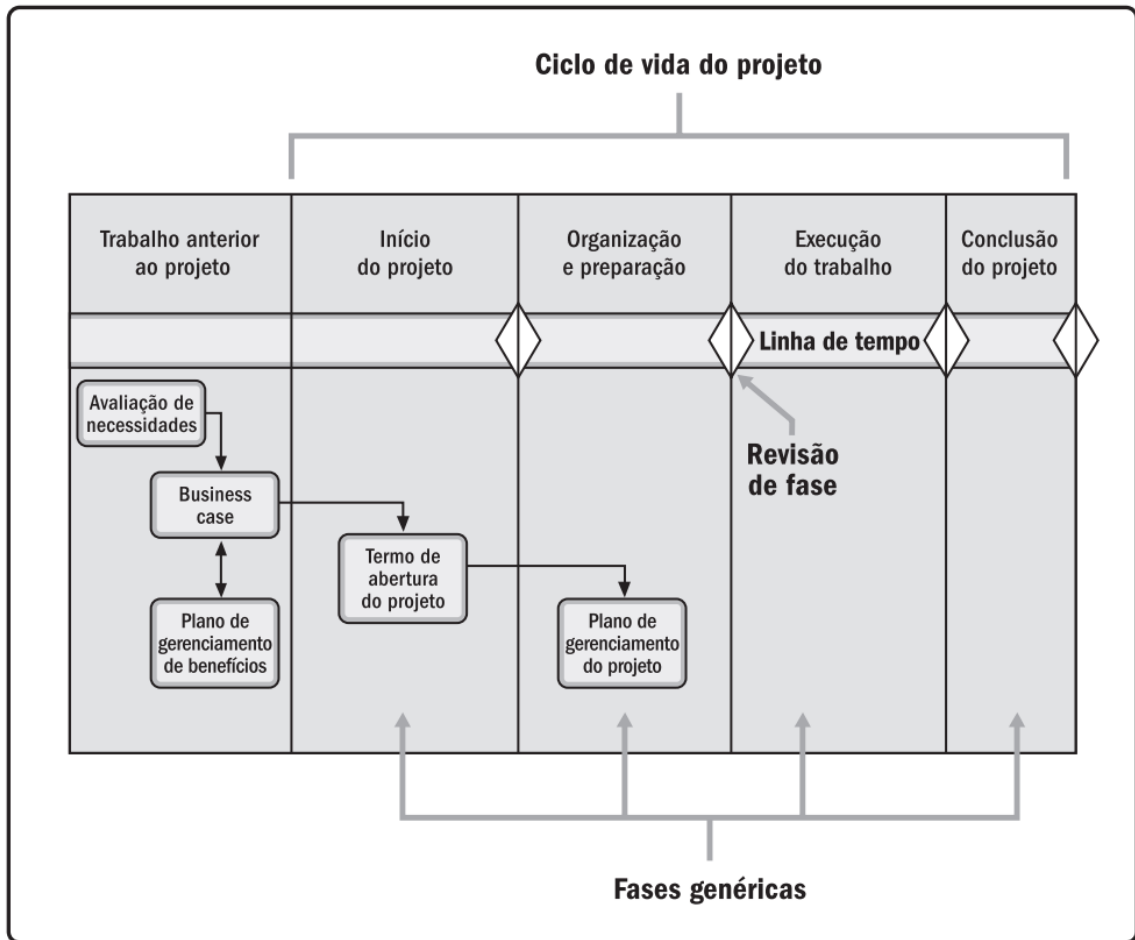 Ciclo de vida do projeto
Trabalho anterior
ao projeto
Início
do projeto
Organização
e preparação
Execução
do trabalho
Conclusão
do projeto
Linha de tempo
Avaliação de
necessidades
Business
case
Plano de
gerenciamento
de benefícios
Termo de
abertura
do projeto
Plano de
gerenciamento
do projeto
Revisão
de fase
Fases genéricas